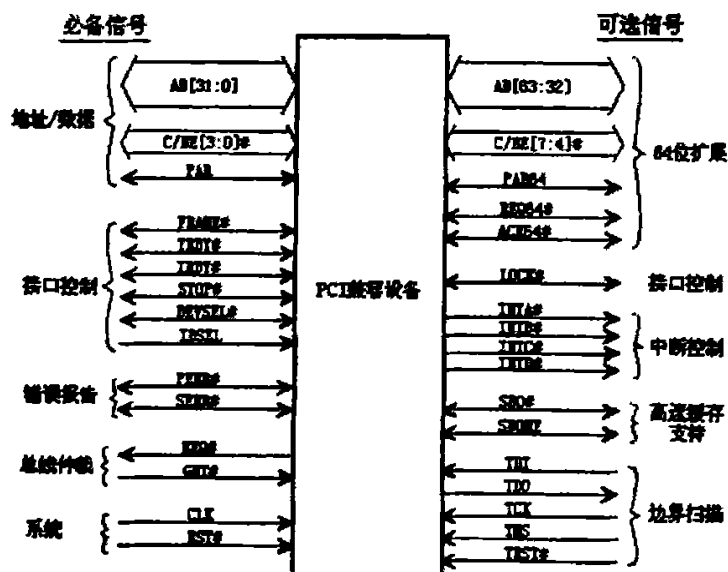 必备信号
可选信号
地址/数据
AD[31:0]
C/BE[3:0]#
PAR
接口控制
FRAME#
TRDY#
IRDY#
STOP#
DEVSEL#
IDSEL
错误报告
PERR#
SERR#
总线仲裁
REQ#
GNT#
系统
CLK
RST#
PCI兼容设备
AD[63:32]
C/BE[7:4]#
PAR64
REQ64#
ACK64#
64位扩展
LOCK#
接口控制
INTA#
INTB#
INTC#
INTD#
中断控制
SBO#
高速缓存
支持
TDI
TDO
TCK
TMS
TRST#
边界扫描